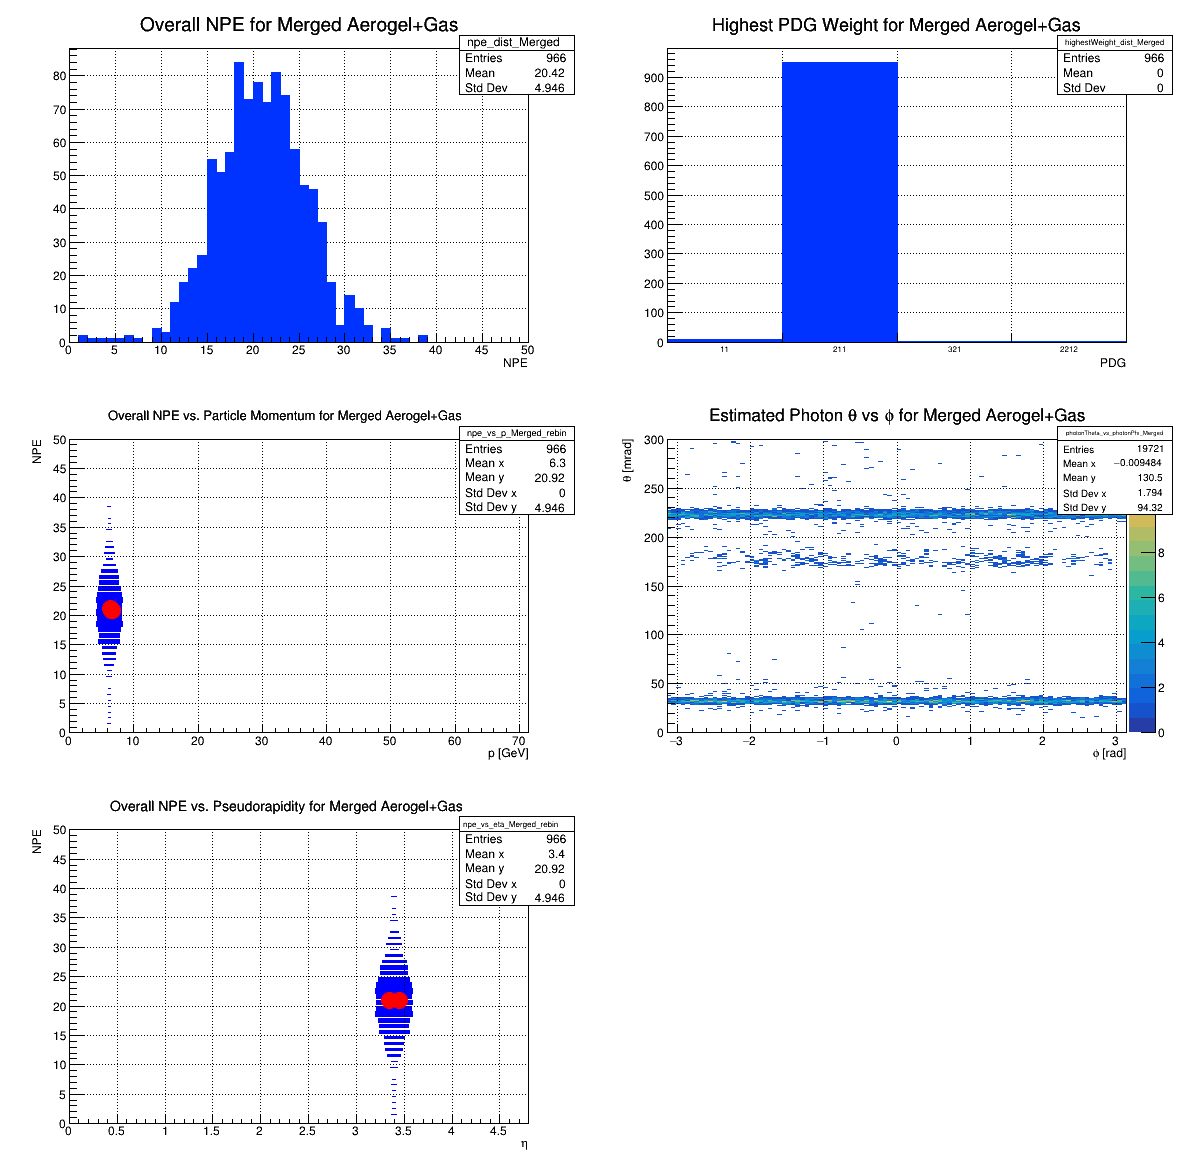 Overall NPE for Merged Aerogel+Gas
npe_dist_Merged
Entries 966
Mean 20.42
Std Dev 4.946
80
70
60
50
40
30
20
10
0
0 5 10 15 20 25 30 35 40 45 50
NPE
Highest PDG Weight for Merged Aerogel+Gas
highestWeight_dist_Merged
Entries 966
Mean 0
Std Dev 0
900
800
700
600
500
400
300
200
100
0
11 211 321 2212
PDG
Overall NPE vs. Particle Momentum for Merged Aerogel+Gas
npe_vs_p_Merged_rebin
Entries 966
Mean x 6.3
Mean y 20.92
Std Dev x 0
Std Dev y 4.946
NPE
50
45
40
35
30
25
20
15
10
5
0
0 10 20 30 40 50 60 70
p [GeV]
Estimated Photon θ vs ϕ for Merged Aerogel+Gas
photonTheta_vs_photonPhi_Merged
Entries 19721
Mean x −0.009484
Mean y 130.5
Std Dev x 1.794
Std Dev y 94.32
θ [mrad]
300
250
200
150
100
50
0
−3 −2 −1 0 1 2 3
ϕ [rad]
8
6
4
2
0
Overall NPE vs. Pseudorapidity for Merged Aerogel+Gas
npe_vs_eta_Merged_rebin
Entries 966
Mean x 3.4
Mean y 20.92
Std Dev x 0
Std Dev y 4.946
NPE
50
45
40
35
30
25
20
15
10
5
0
0 0.5 1 1.5 2 2.5 3 3.5 4 4.5
η